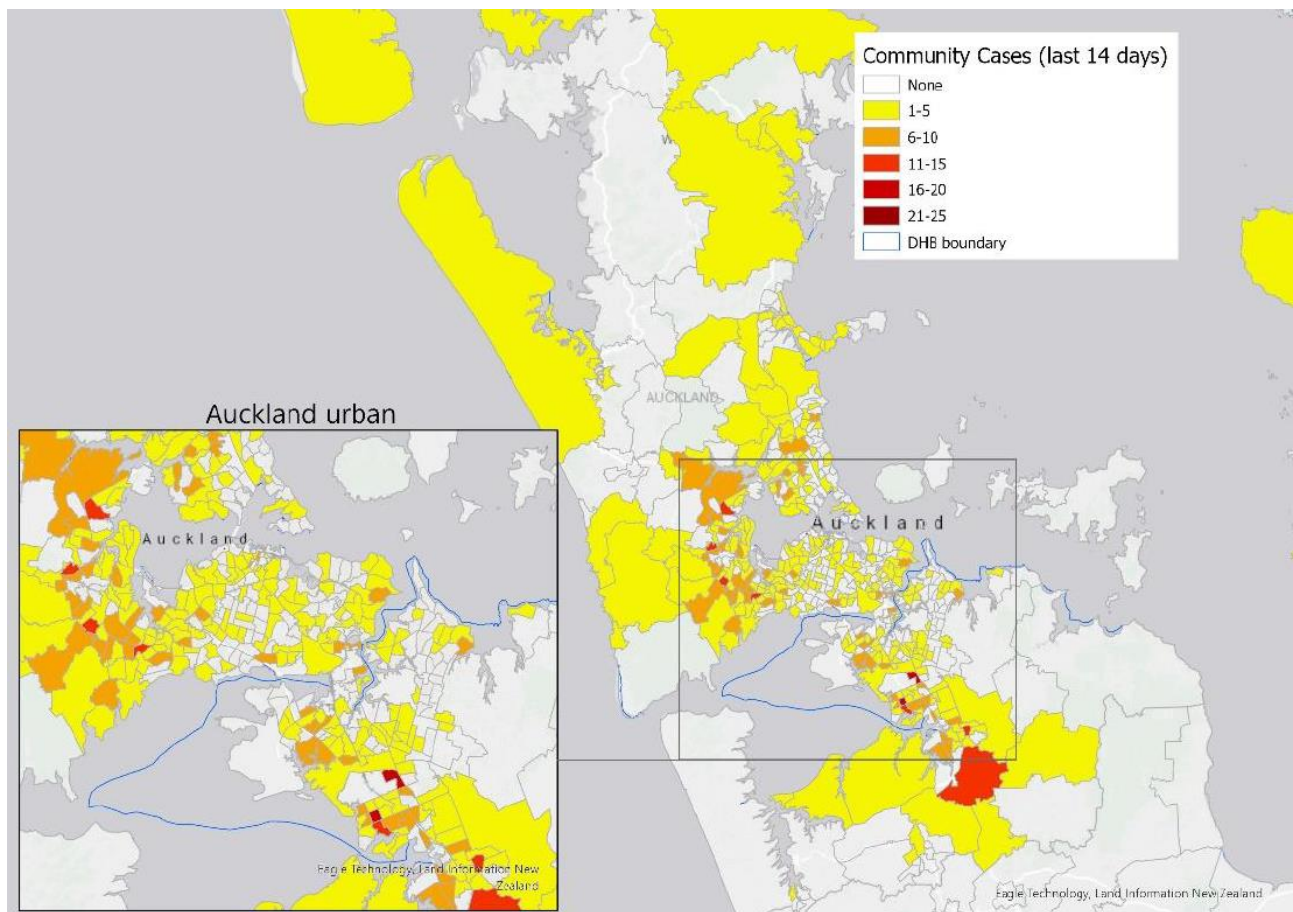 Community Cases (last 14 days)
None
1-5
6-10
11-15
16-20
21-25
DHB boundary
AUCKLAND
Auckland urban
Auckland
Auckland
Eagle Technology, Land Information New
Zealand
Eagle Technology, Land Information New Zealand